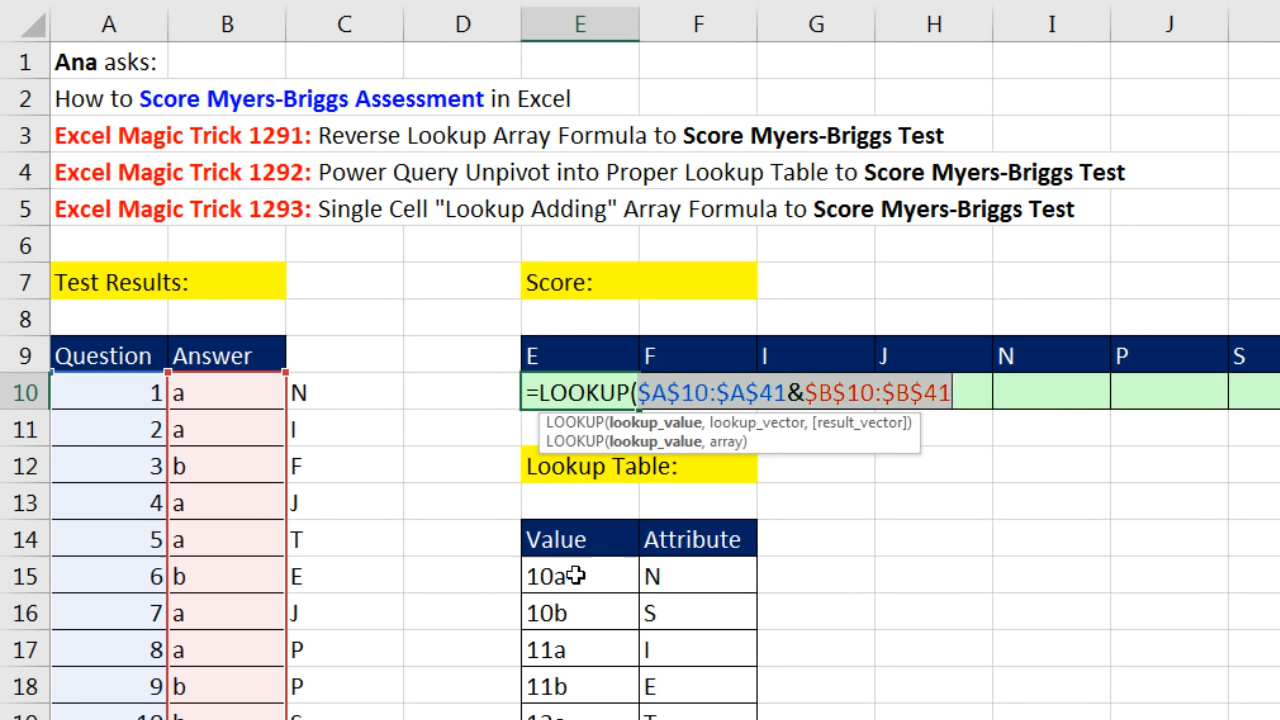 A B C D E F G H I J
1 Ana asks:
2 How to Score Myers-Briggs Assessment in Excel
3 Excel Magic Trick 1291: Reverse Lookup Array Formula to Score Myers-Briggs Test
4 Excel Magic Trick 1292: Power Query Unpivot into Proper Lookup Table to Score Myers-Briggs Test
5 Excel Magic Trick 1293: Single Cell "Lookup Adding" Array Formula to Score Myers-Briggs Test
6
7 Test Results: Score:
8
9 Question Answer E F I J N P S
10 1 a N =LOOKUP($A$10:$A$41&$B$10:$B$41
11 2 a I LOOKUP(lookup_value, lookup_vector, [result_vector])
LOOKUP(lookup_value, array)
12 3 b F Lookup Table:
13 4 a J
14 5 a T Value Attribute
15 6 b E 10a N
16 7 a J 10b S
17 8 a P 11a I
18 9 b P 11b E